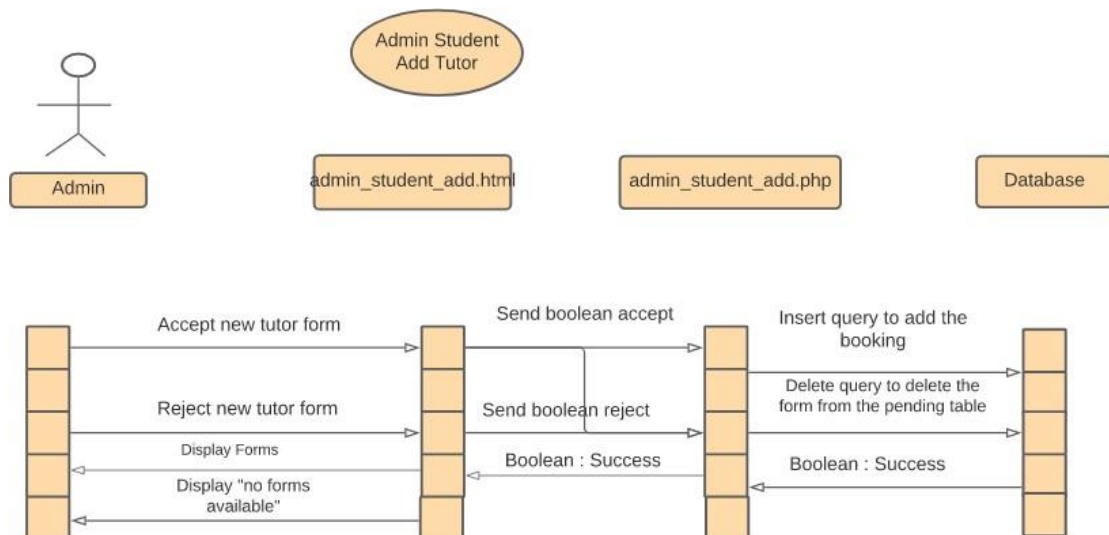 Admin Student
Add Tutor
Admin
admin_student_add.html
admin_student_add.php
Database
Accept new tutor form
Send boolean accept
Insert query to add the
booking
Reject new tutor form
Send boolean reject
Delete query to delete the
form from the pending table
Display Forms
Boolean : Success
Boolean : Success
Display "no forms
available"